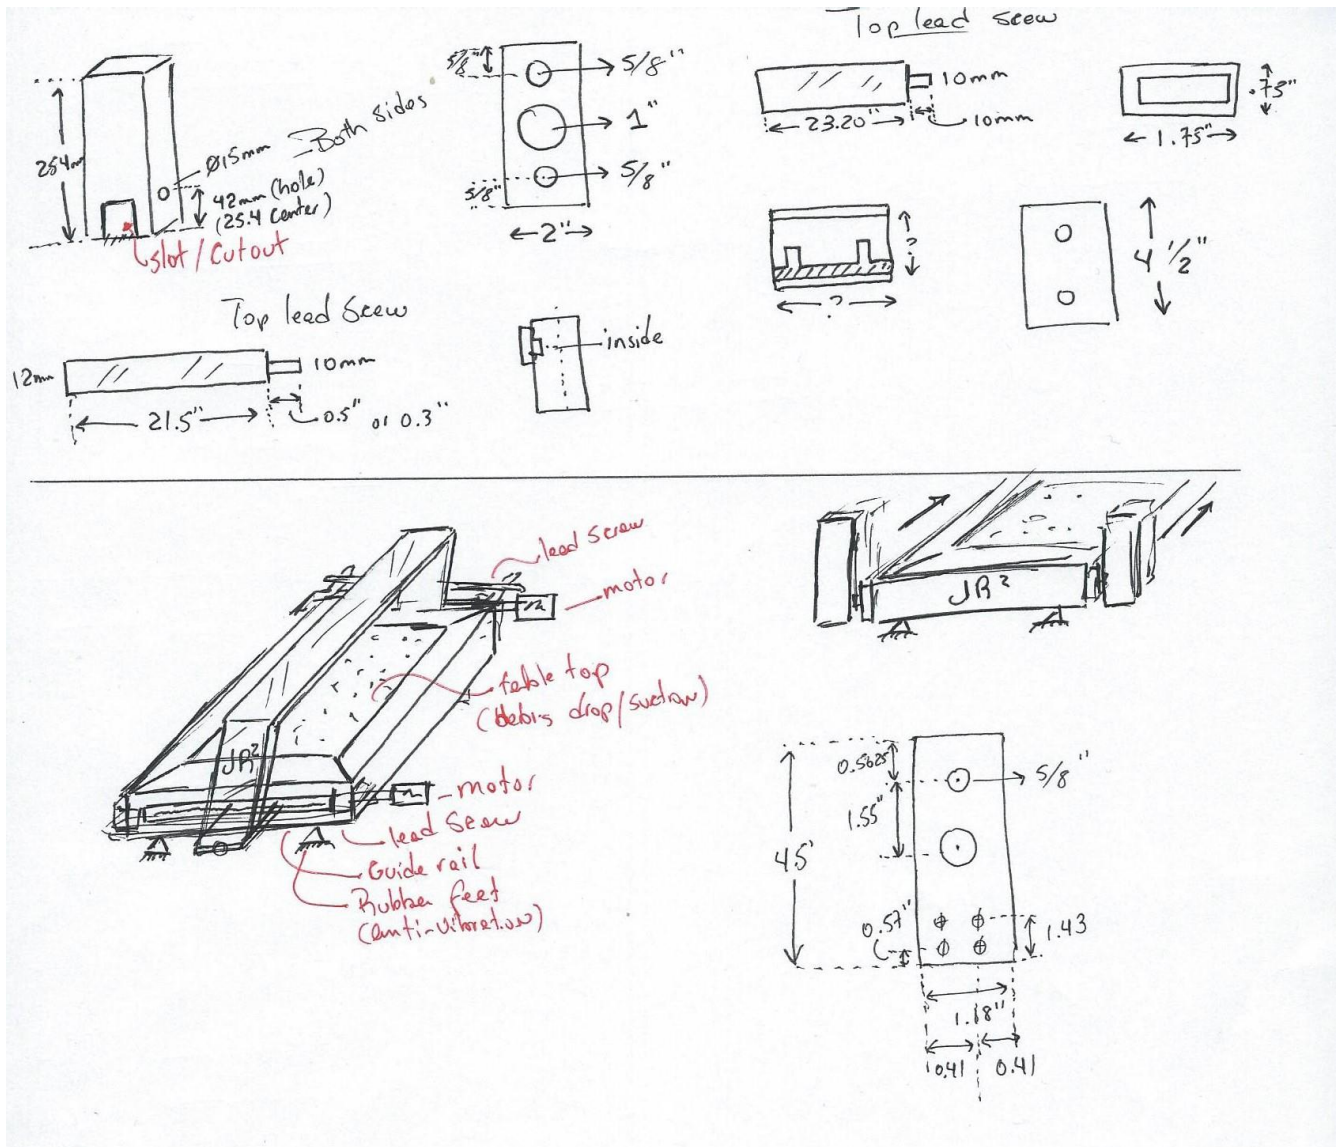 Top lead scew
254mm
Ø15mm
Both sides
42mm (hole)
(25.4 center)
slot/Cutout
5/8"
5/8"
1"
5/8"
5/8"
2"
10mm
23.20"
10mm
.75"
1.75"
?
?
4 1/2"
Top lead Scew
12mm
10mm
21.5"
0.5" or 0.3"
inside
lead screw
motor
table top
(debris drop/suction)
JR²
motor
lead screw
Guide rail
Rubber feet
(anti-vibration)
JR²
0.5625
5/8"
1.55"
4.5'
0.57"
1.43
1.18"
0.41
0.41